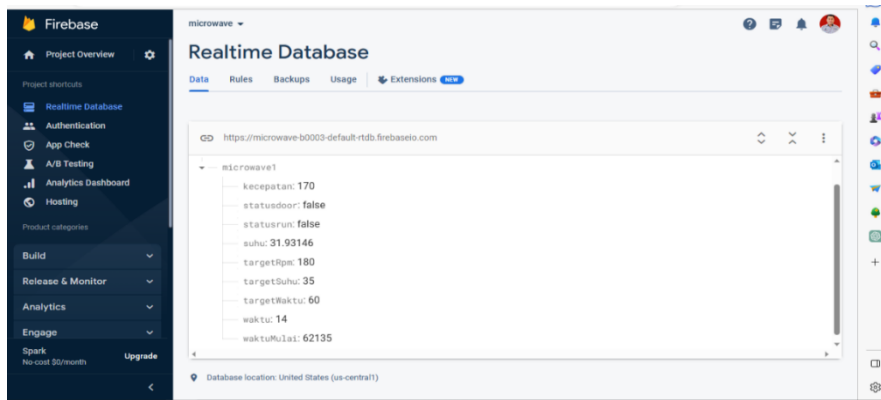 Firebase
microwave
Project Overview
Realtime Database
Data Rules Backups Usage Extensions NEW
Project shortcuts
Realtime Database
Authentication
App Check
A/B Testing
Analytics Dashboard
Hosting
Product categories
Build
Release & Monitor
Analytics
Engage
Spark
No-cost $0/month
Upgrade
https://microwave-b0003-default-rtdb.firebaseio.com
microwave1
kecepatan: 170
statusdoor: false
statusrun: false
suhu: 31.93146
targetRpm: 180
targetSuhu: 35
targetWaktu: 60
waktu: 14
waktuMulai: 62135
Database location: United States (us-central1)